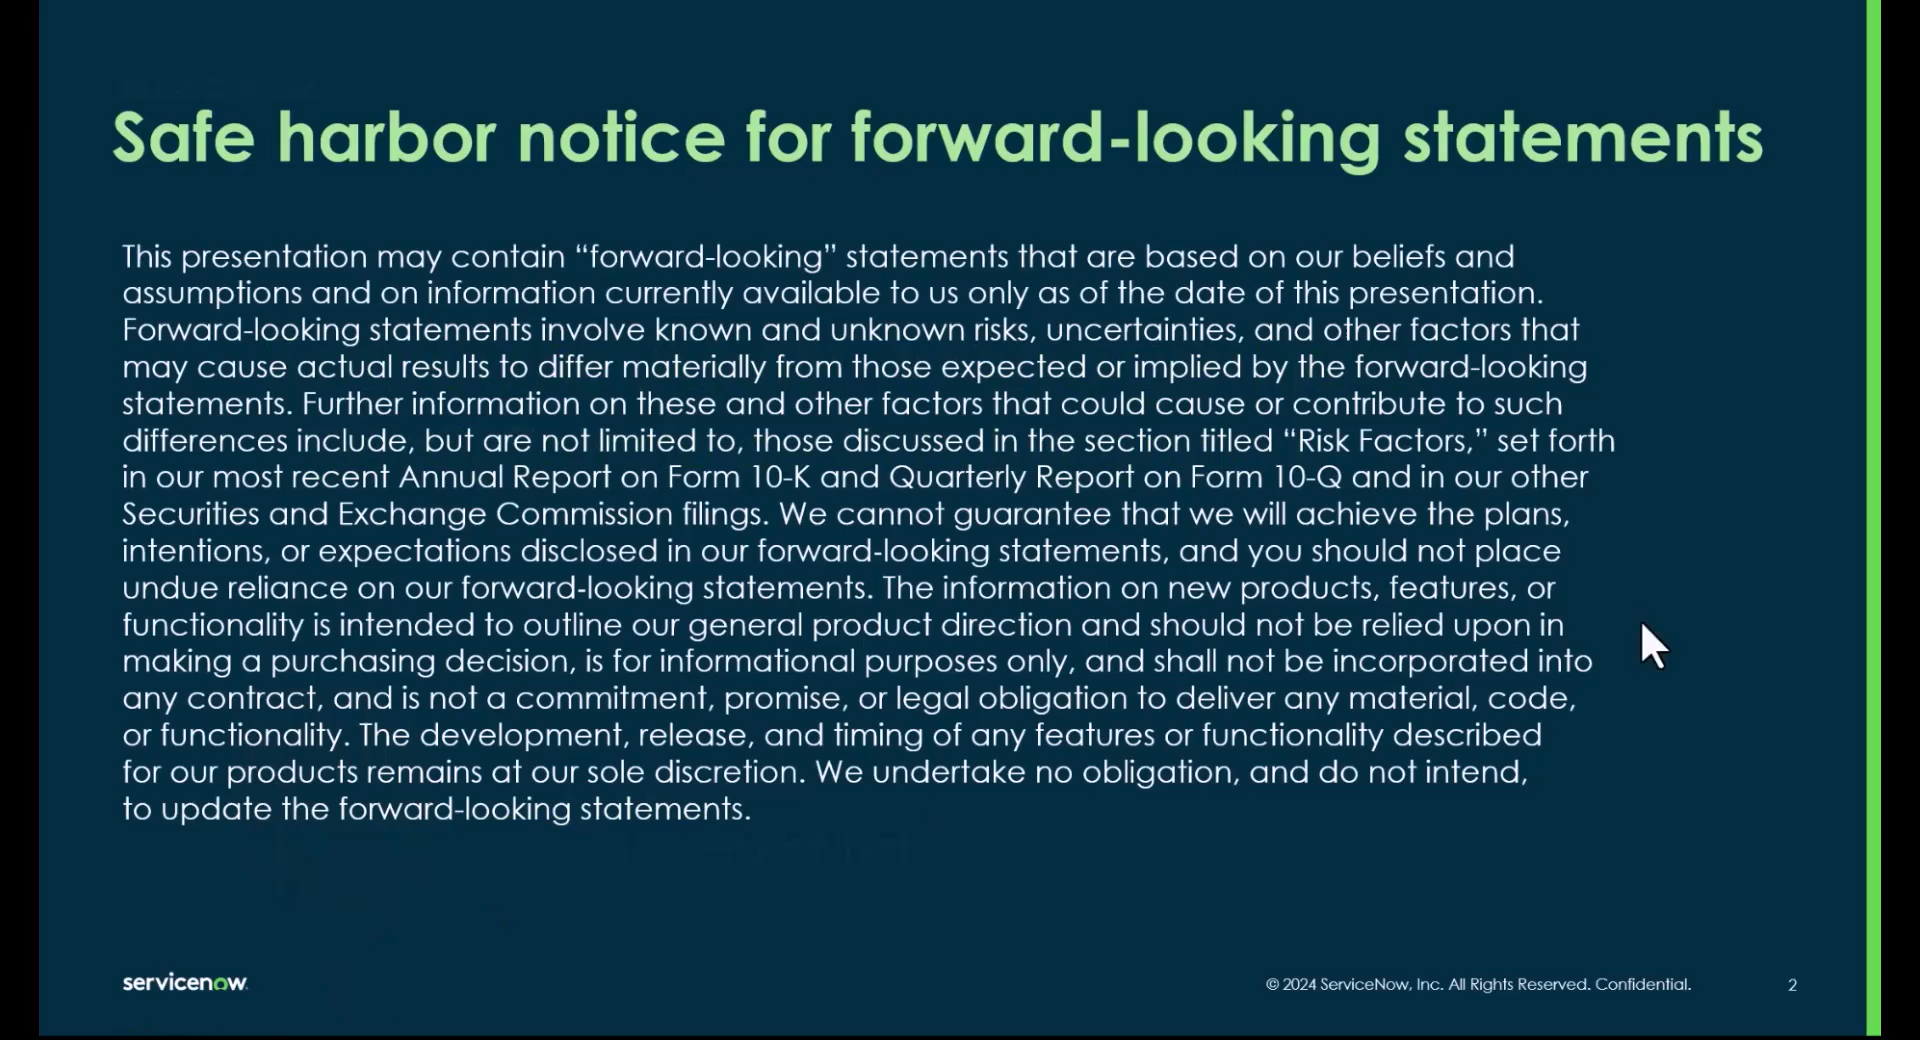 Safe harbor notice for forward-looking statements
This presentation may contain “forward-looking” statements that are based on our beliefs and
assumptions and on information currently available to us only as of the date of this presentation.
Forward-looking statements involve known and unknown risks, uncertainties, and other factors that
may cause actual results to differ materially from those expected or implied by the forward-looking
statements. Further information on these and other factors that could cause or contribute to such
differences include, but are not limited to, those discussed in the section titled “Risk Factors,” set forth
in our most recent Annual Report on Form 10-K and Quarterly Report on Form 10-Q and in our other
Securities and Exchange Commission filings. We cannot guarantee that we will achieve the plans,
intentions, or expectations disclosed in our forward-looking statements, and you should not place
undue reliance on our forward-looking statements. The information on new products, features, or
functionality is intended to outline our general product direction and should not be relied upon in
making a purchasing decision, is for informational purposes only, and shall not be incorporated into
any contract, and is not a commitment, promise, or legal obligation to deliver any material, code,
or functionality. The development, release, and timing of any features or functionality described
for our products remains at our sole discretion. We undertake no obligation, and do not intend,
to update the forward-looking statements.
servicenow
© 2024 ServiceNow, Inc. All Rights Reserved. Confidential.
2